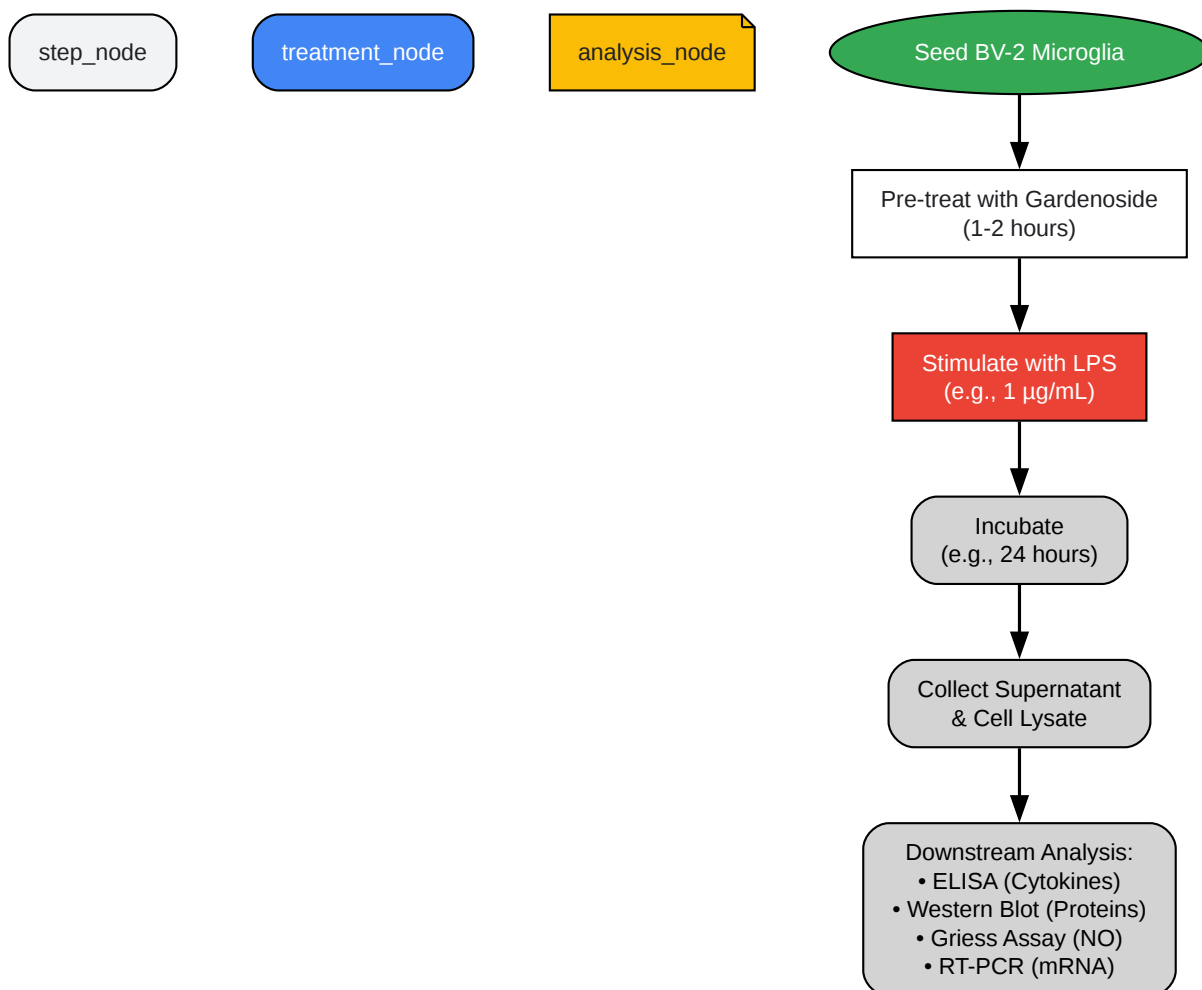 step_node
treatment_node
analysis_node
Seed BV-2 Microglia
Pre-treat with Gardenoside
(1-2 hours)
Stimulate with LPS
(e.g., 1 µg/mL)
Incubate
(e.g., 24 hours)
Collect Supernatant
& Cell Lysate
Downstream Analysis:
• ELISA (Cytokines)
• Western Blot (Proteins)
• Griess Assay (NO)
• RT-PCR (mRNA)